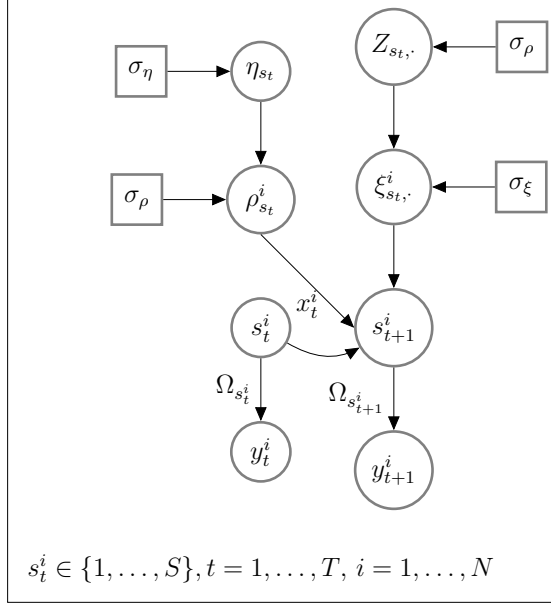 σ_η
η_{s_t}
Z_{s_t,·}
σ_ρ
σ_ρ
ρ^i_{s_t}
ξ^i_{s_t,·}
σ_ξ
x^i_t
s^i_t
s^i_{t+1}
Ω_{s^i_t}
Ω_{s^i_{t+1}}
y^i_t
y^i_{t+1}
s^i_t ∈ {1, . . . , S}, t = 1, . . . , T, i = 1, . . . , N